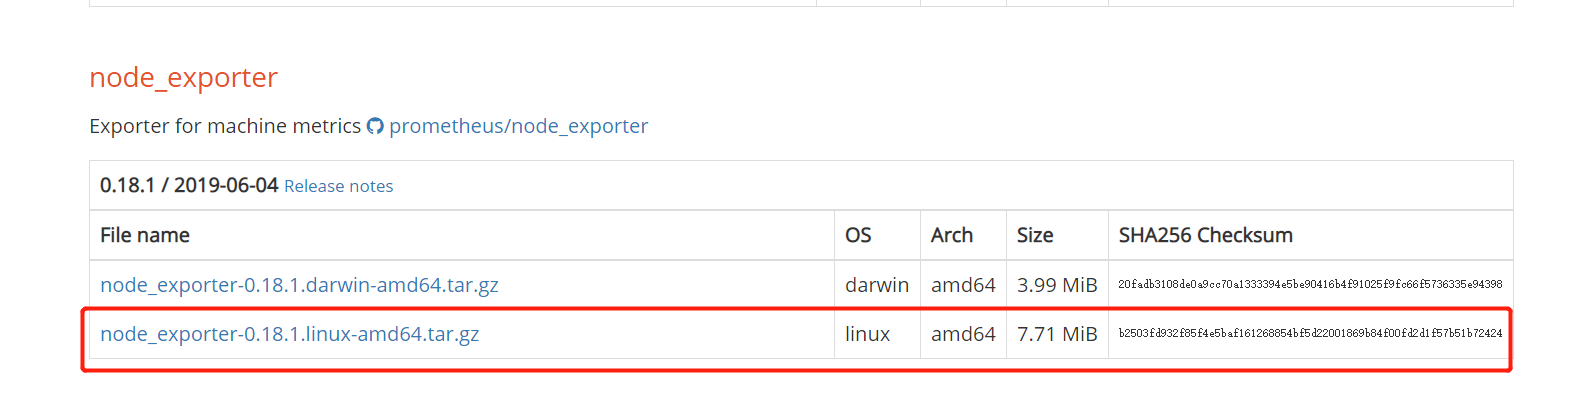 node_exporter
Exporter for machine metrics prometheus/node_exporter
0.18.1 / 2019-06-04 Release notes
File name OS Arch Size SHA256 Checksum
node_exporter-0.18.1.darwin-amd64.tar.gz darwin amd64 3.99 MiB 20fadb3108de0a9cc70a1333394e5be90416b4f91025f9fc66f5736335e94398
node_exporter-0.18.1.linux-amd64.tar.gz linux amd64 7.71 MiB b2503fd932f85f4e5baf161268854bf5d22001869b84f00fd2d1f57b51b72424